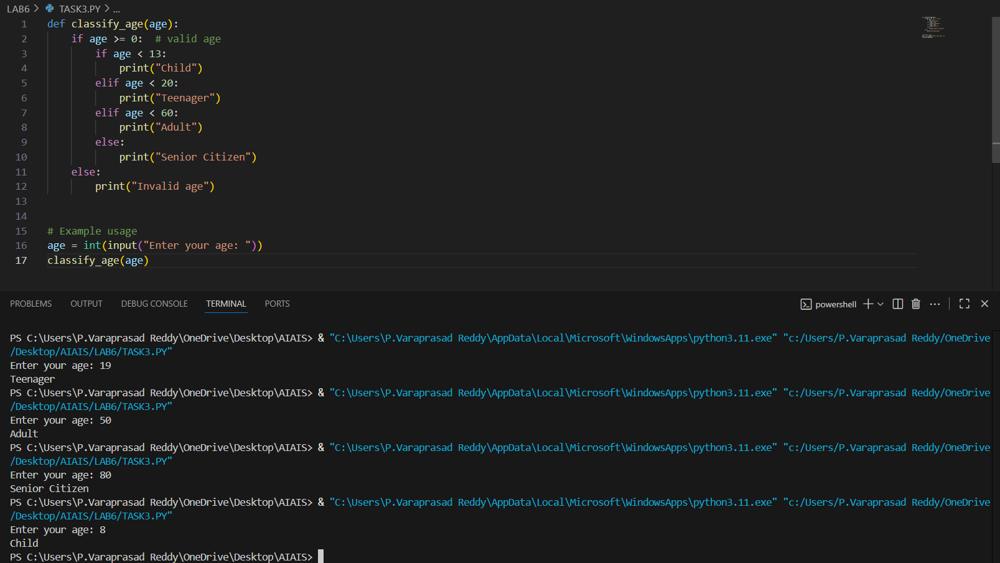 LAB6 > TASK3.PY > ...
1 def classify_age(age):
2     if age >= 0:  # valid age
3         if age < 13:
4             print("Child")
5         elif age < 20:
6             print("Teenager")
7         elif age < 60:
8             print("Adult")
9         else:
10             print("Senior Citizen")
11     else:
12         print("Invalid age")
13
14
15 # Example usage
16 age = int(input("Enter your age: "))
17 classify_age(age)
PROBLEMS OUTPUT DEBUG CONSOLE TERMINAL PORTS powershell
PS C:\Users\P.Varaprasad Reddy\OneDrive\Desktop\AIAIS> & "C:\Users\P.Varaprasad Reddy\AppData\Local\Microsoft\WindowsApps\python3.11.exe" "c:/Users/P.Varaprasad Reddy/OneDrive
/Desktop/AIAIS/LAB6/TASK3.PY"
Enter your age: 19
Teenager
PS C:\Users\P.Varaprasad Reddy\OneDrive\Desktop\AIAIS> & "C:\Users\P.Varaprasad Reddy\AppData\Local\Microsoft\WindowsApps\python3.11.exe" "c:/Users/P.Varaprasad Reddy/OneDrive
/Desktop/AIAIS/LAB6/TASK3.PY"
Enter your age: 50
Adult
PS C:\Users\P.Varaprasad Reddy\OneDrive\Desktop\AIAIS> & "C:\Users\P.Varaprasad Reddy\AppData\Local\Microsoft\WindowsApps\python3.11.exe" "c:/Users/P.Varaprasad Reddy/OneDrive
/Desktop/AIAIS/LAB6/TASK3.PY"
Enter your age: 80
Senior Citizen
PS C:\Users\P.Varaprasad Reddy\OneDrive\Desktop\AIAIS> & "C:\Users\P.Varaprasad Reddy\AppData\Local\Microsoft\WindowsApps\python3.11.exe" "c:/Users/P.Varaprasad Reddy/OneDrive
/Desktop/AIAIS/LAB6/TASK3.PY"
Enter your age: 8
Child
PS C:\Users\P.Varaprasad Reddy\OneDrive\Desktop\AIAIS>